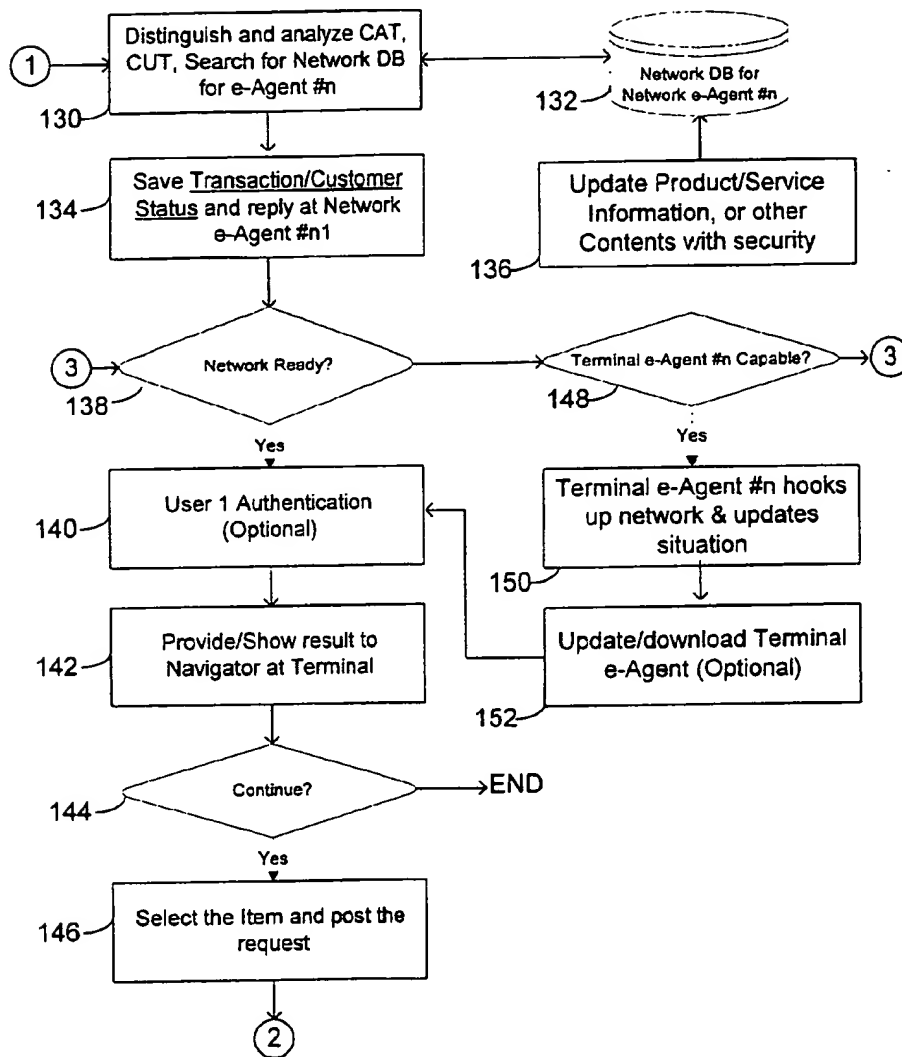 1
Distinguish and analyze CAT,
CUT, Search for Network DB
for e-Agent #n
130
Network DB for
Network e-Agent #n
132
Save Transaction/Customer
Status and reply at Network
e-Agent #n1
134
Update Product/Service
Information, or other
Contents with security
136
3
Network Ready?
138
Terminal e-Agent #n Capable?
148
3
Yes
Yes
User 1 Authentication
(Optional)
140
Terminal e-Agent #n hooks
up network & updates
situation
150
Provide/Show result to
Navigator at Terminal
142
Update/download Terminal
e-Agent (Optional)
152
Continue?
144
END
Yes
Select the Item and post the
request
146
2